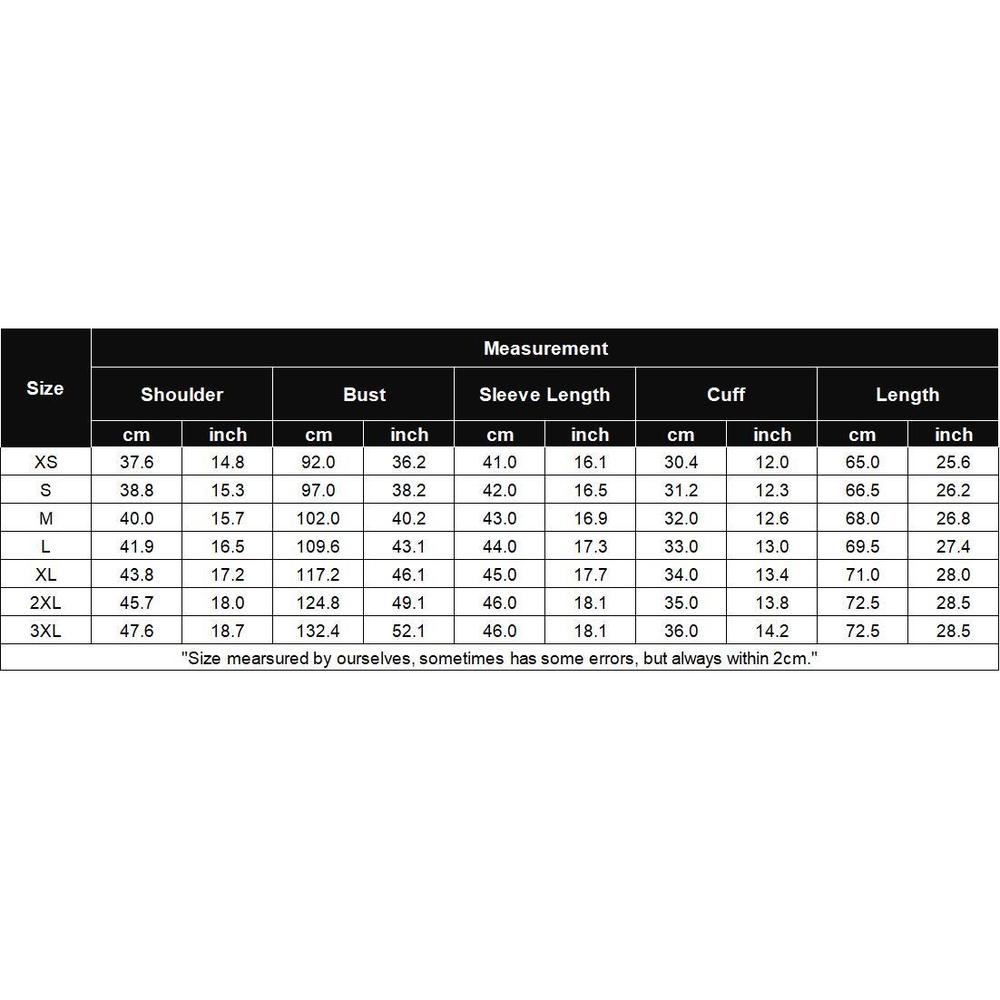 Measurement
Size
Shoulder Bust Sleeve Length Cuff Length
cm inch cm inch cm inch cm inch cm inch
XS 37.6 14.8 92.0 36.2 41.0 16.1 30.4 12.0 65.0 25.6
S 38.8 15.3 97.0 38.2 42.0 16.5 31.2 12.3 66.5 26.2
M 40.0 15.7 102.0 40.2 43.0 16.9 32.0 12.6 68.0 26.8
L 41.9 16.5 109.6 43.1 44.0 17.3 33.0 13.0 69.5 27.4
XL 43.8 17.2 117.2 46.1 45.0 17.7 34.0 13.4 71.0 28.0
2XL 45.7 18.0 124.8 49.1 46.0 18.1 35.0 13.8 72.5 28.5
3XL 47.6 18.7 132.4 52.1 46.0 18.1 36.0 14.2 72.5 28.5
"Size mearsured by ourselves, sometimes has some errors, but always within 2cm."